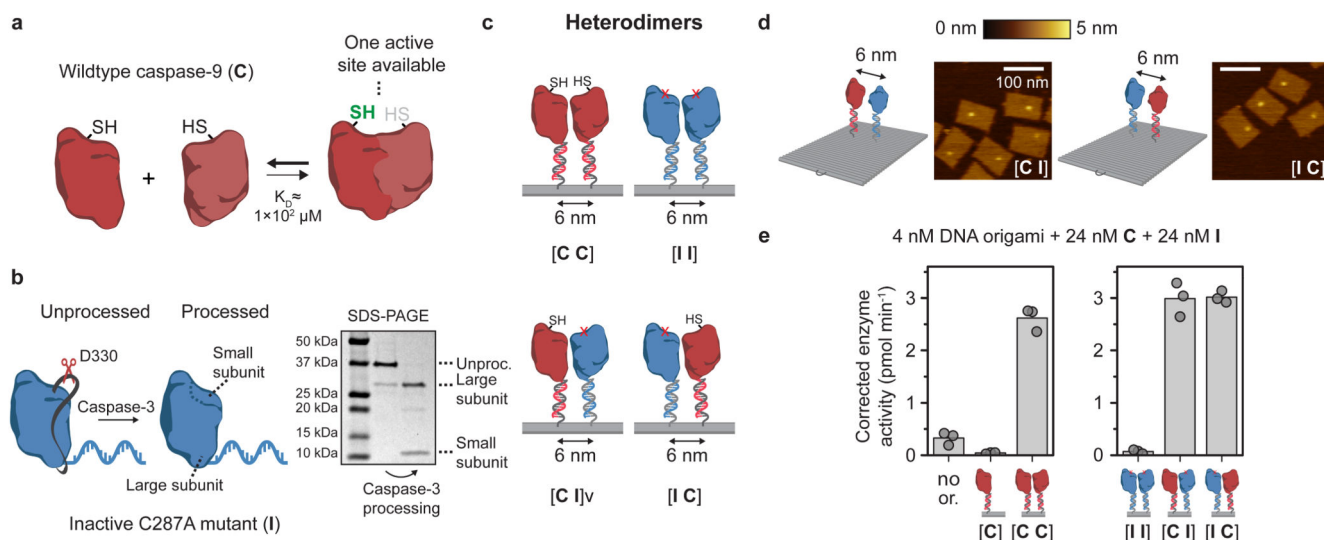 a
Wildtype caspase-9 (C)
SH
+
HS
K_D≈
1×10² μM
One active
site available
SH HS
b
Unprocessed
Processed
D330
Small
subunit
Caspase-3
Large subunit
Inactive C287A mutant (I)
SDS-PAGE
50 kDa
37 kDa
25 kDa
20 kDa
15 kDa
10 kDa
Unproc.
Large
subunit
Small
subunit
Caspase-3
processing
c
Heterodimers
SH HS
X X
6 nm
6 nm
[C C]
[I I]
SH X
X HS
6 nm
6 nm
[C I]v
[I C]
d
0 nm
5 nm
6 nm
100 nm
[C I]
6 nm
[I C]
e
4 nM DNA origami + 24 nM C + 24 nM I
Corrected enzyme
activity (pmol min⁻¹)
3
2
1
0
no
or.
[C]
[C C]
3
2
1
0
[I I]
[C I]
[I C]